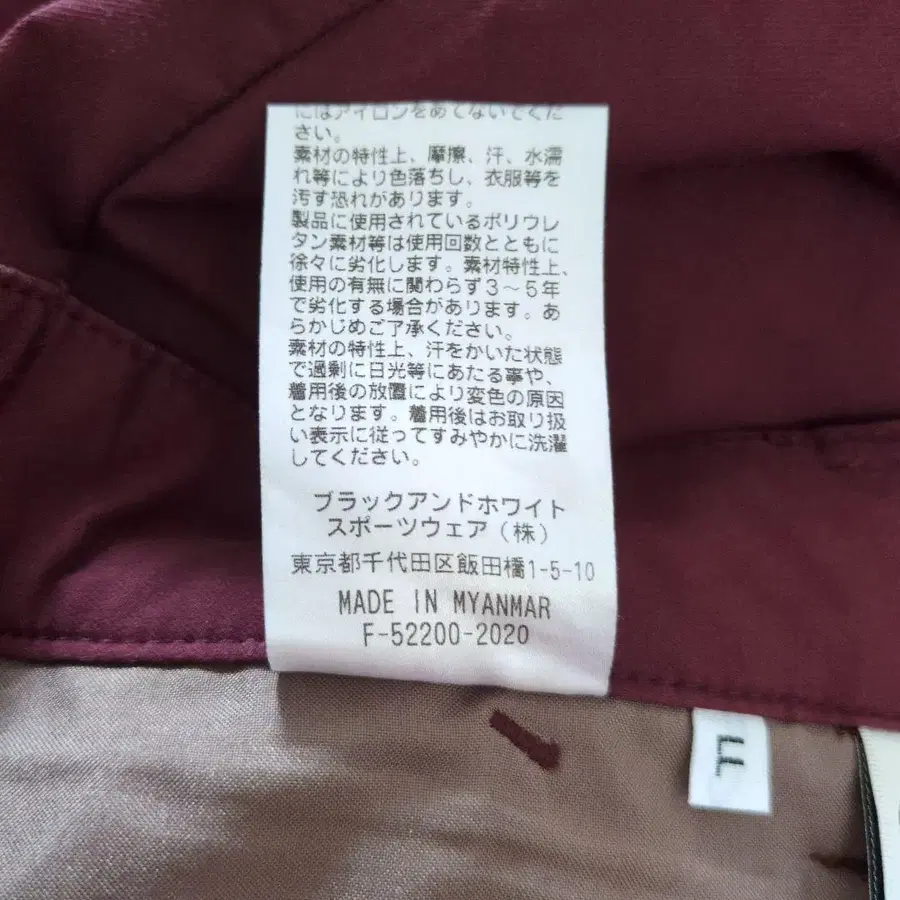 にはアイロンをあてないでくだ
さい。
素材の特性上、摩擦、汗、水濡
れ等により色落ちし、衣服等を
汚す恐れがあります。
製品に使用されているポリウレ
タン素材等は使用回数とともに
徐々に劣化します。素材特性上、
使用の有無に関わらず3〜5年
で劣化する場合があります。あ
らかじめご了承ください。
素材の特性上、汗をかいた状態
で過剰に日光等にあたる事や、
着用後の放置により変色の原因
となります。着用後はお取り扱
い表示に従ってすみやかに洗濯
してください。
ブラックアンドホワイト
スポーツウェア(株)
東京都千代田区飯田橋1-5-10
MADE IN MYANMAR
F-52200-2020
LL